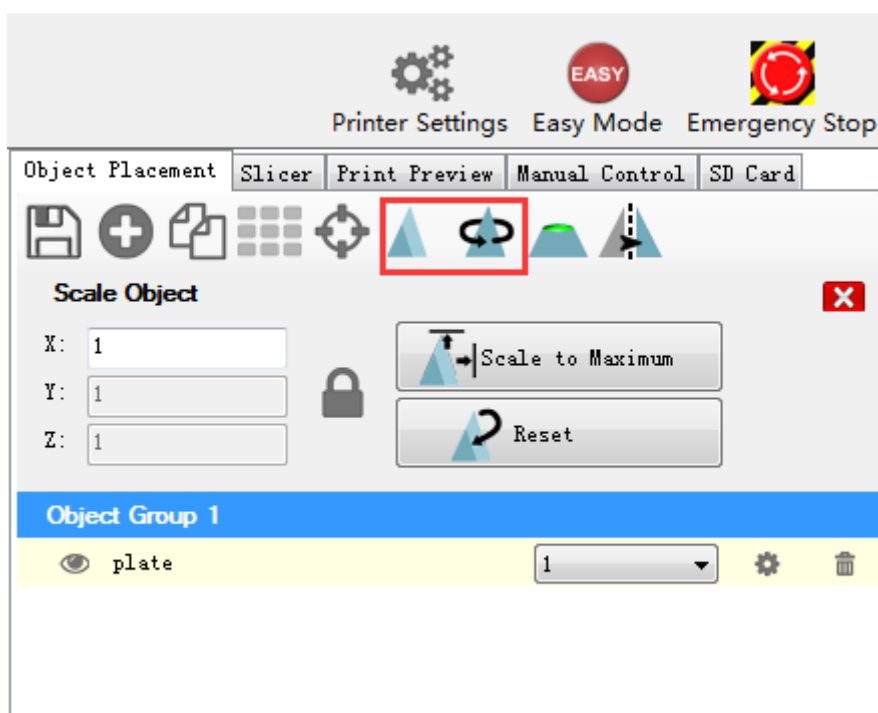 EASY
Printer Settings Easy Mode Emergency Stop
Object Placement Slicer Print Preview Manual Control SD Card
Scale Object
X: 1
Scale to Maximum
Y: 1
Z: 1
Reset
Object Group 1
plate 1